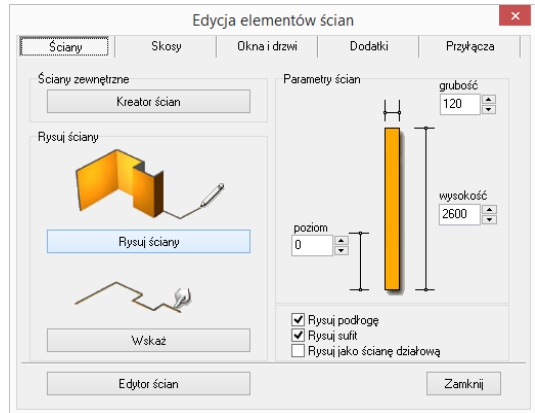 Edycja elementów ścian
Ściany
Skosy
Okna i drzwi
Dodatki
Przyłącza
Ściany zewnętrzne
Kreator ścian
Rysuj ściany
Rysuj ściany
Wskaż
Parametry ścian
grubość
120
wysokość
2600
poziom
0
Rysuj podłogę
Rysuj sufit
Rysuj jako ścianę działową
Edytor ścian
Zamknij